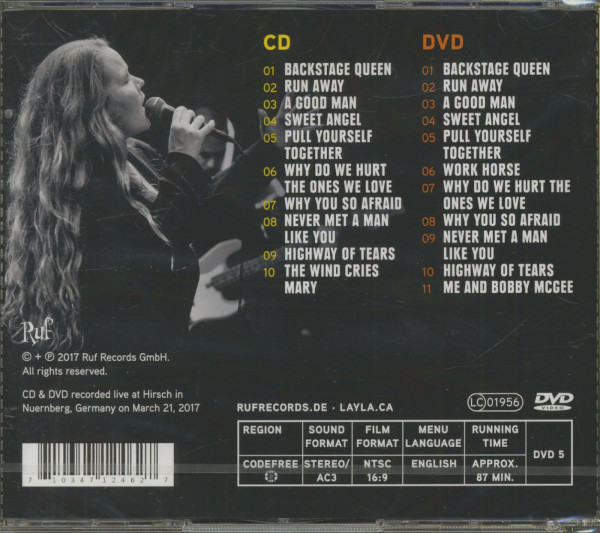 CD
01 BACKSTAGE QUEEN
02 RUN AWAY
03 A GOOD MAN
04 SWEET ANGEL
05 PULL YOURSELF
TOGETHER
06 WHY DO WE HURT
THE ONES WE LOVE
07 WHY YOU SO AFRAID
08 NEVER MET A MAN
LIKE YOU
09 HIGHWAY OF TEARS
10 THE WIND CRIES
MARY
DVD
01 BACKSTAGE QUEEN
02 RUN AWAY
03 A GOOD MAN
04 SWEET ANGEL
05 PULL YOURSELF
TOGETHER
06 WORK HORSE
07 WHY DO WE HURT THE
ONES WE LOVE
08 WHY YOU SO AFRAID
09 NEVER MET A MAN
LIKE YOU
10 HIGHWAY OF TEARS
11 ME AND BOBBY MCGEE
Ruf
© + ℗ 2017 Ruf Records GmbH.
All rights reserved.
CD & DVD recorded live at Hirsch in
Nuernberg, Germany on March 21, 2017
RUFRECORDS.DE · LAYLA.CA
LC 01956
DVD
VIDEO
REGION
CODEFREE
SOUND
FORMAT
STEREO/
AC3
FILM
FORMAT
NTSC
16:9
MENU
LANGUAGE
ENGLISH
RUNNING
TIME
APPROX.
87 MIN.
DVD 5
7 10347 12462 7